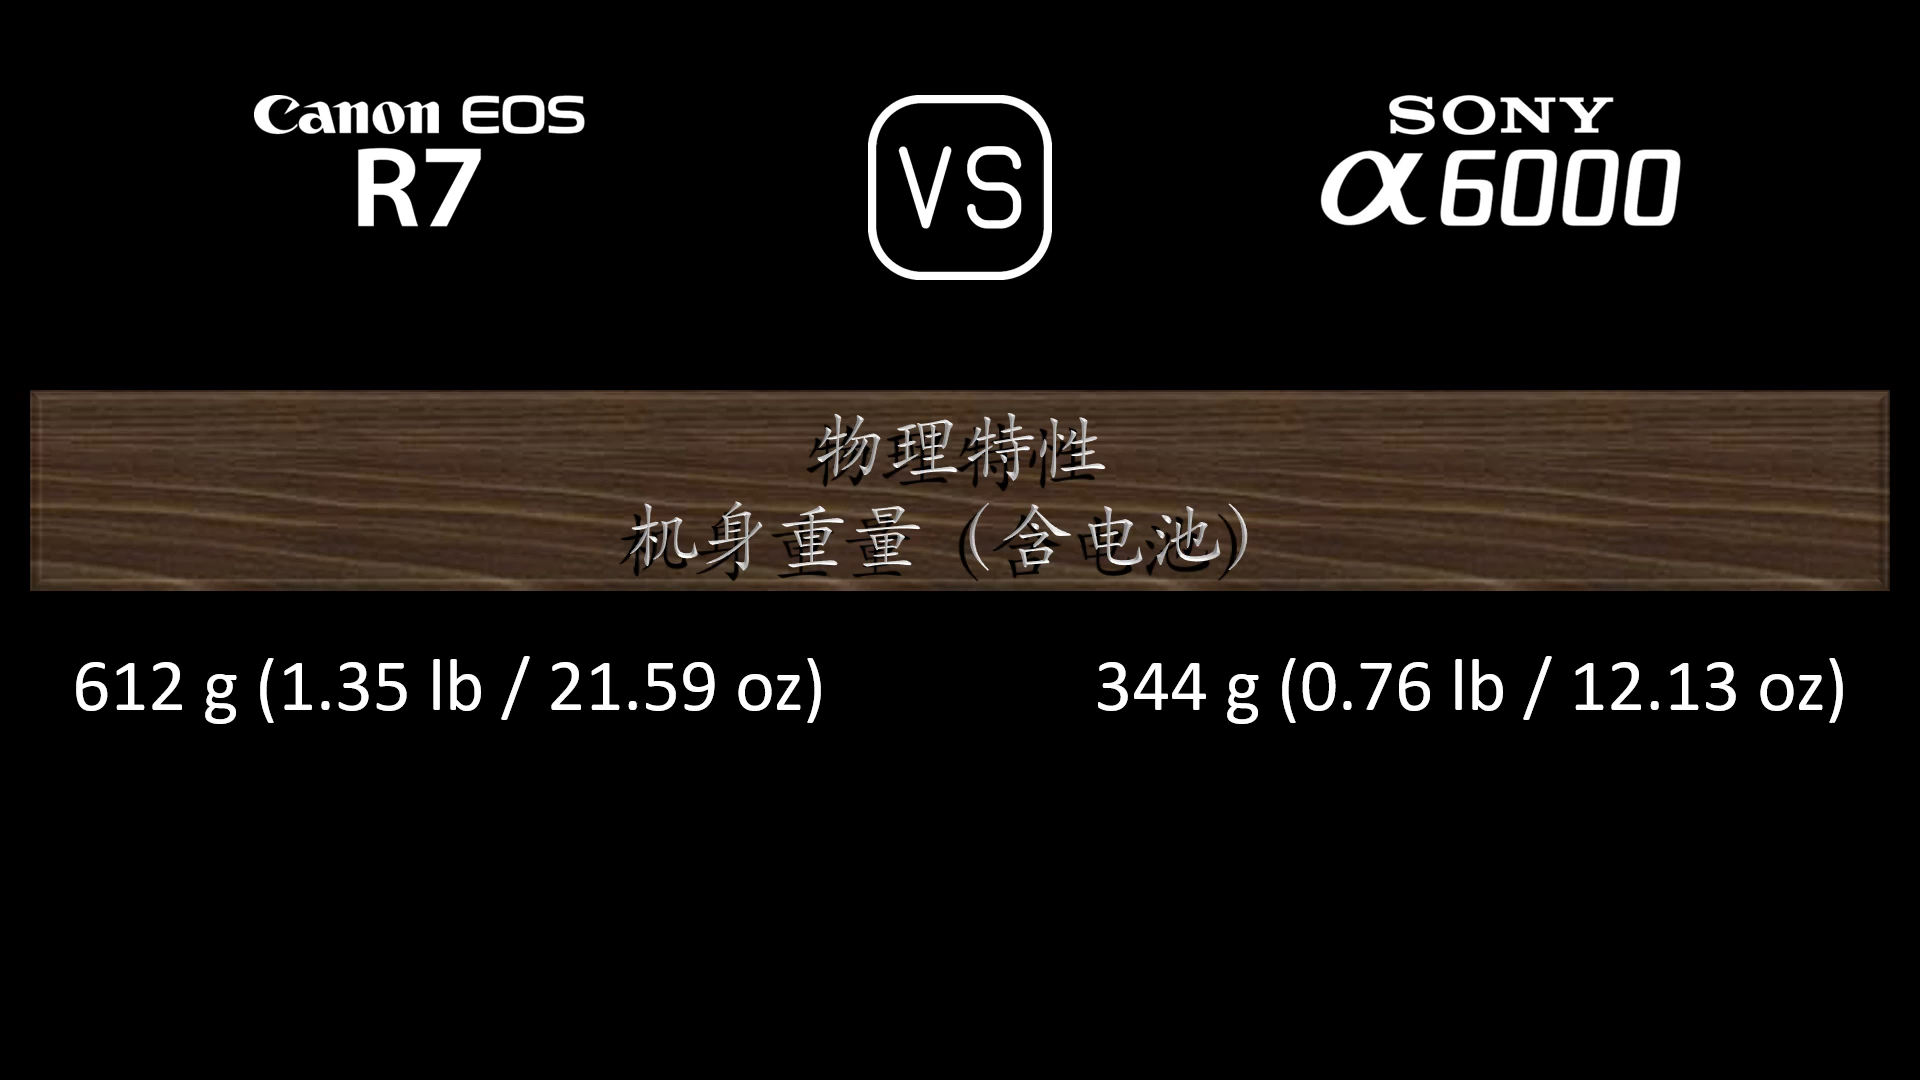 Canon EOS
R7
VS
SONY
α6000
物理特性
机身重量（含电池）
612 g (1.35 lb / 21.59 oz)
344 g (0.76 lb / 12.13 oz)